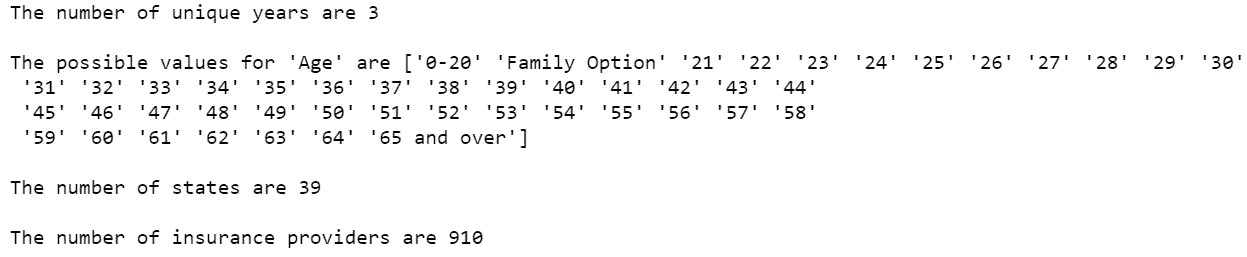 The number of unique years are 3
The possible values for 'Age' are ['0-20' 'Family Option' '21' '22' '23' '24' '25' '26' '27' '28' '29' '30'
'31' '32' '33' '34' '35' '36' '37' '38' '39' '40' '41' '42' '43' '44'
'45' '46' '47' '48' '49' '50' '51' '52' '53' '54' '55' '56' '57' '58'
'59' '60' '61' '62' '63' '64' '65 and over']
The number of states are 39
The number of insurance providers are 910